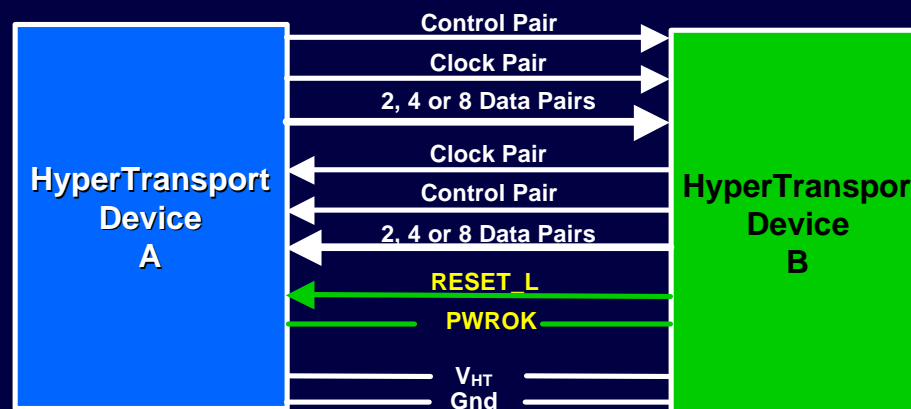 Control Pair
Clock Pair
2, 4 or 8 Data Pairs
Clock Pair
Control Pair
2, 4 or 8 Data Pairs
RESET_L
PWROK
VHT
Gnd
HyperTransport
Device
A
HyperTranspor
Device
B